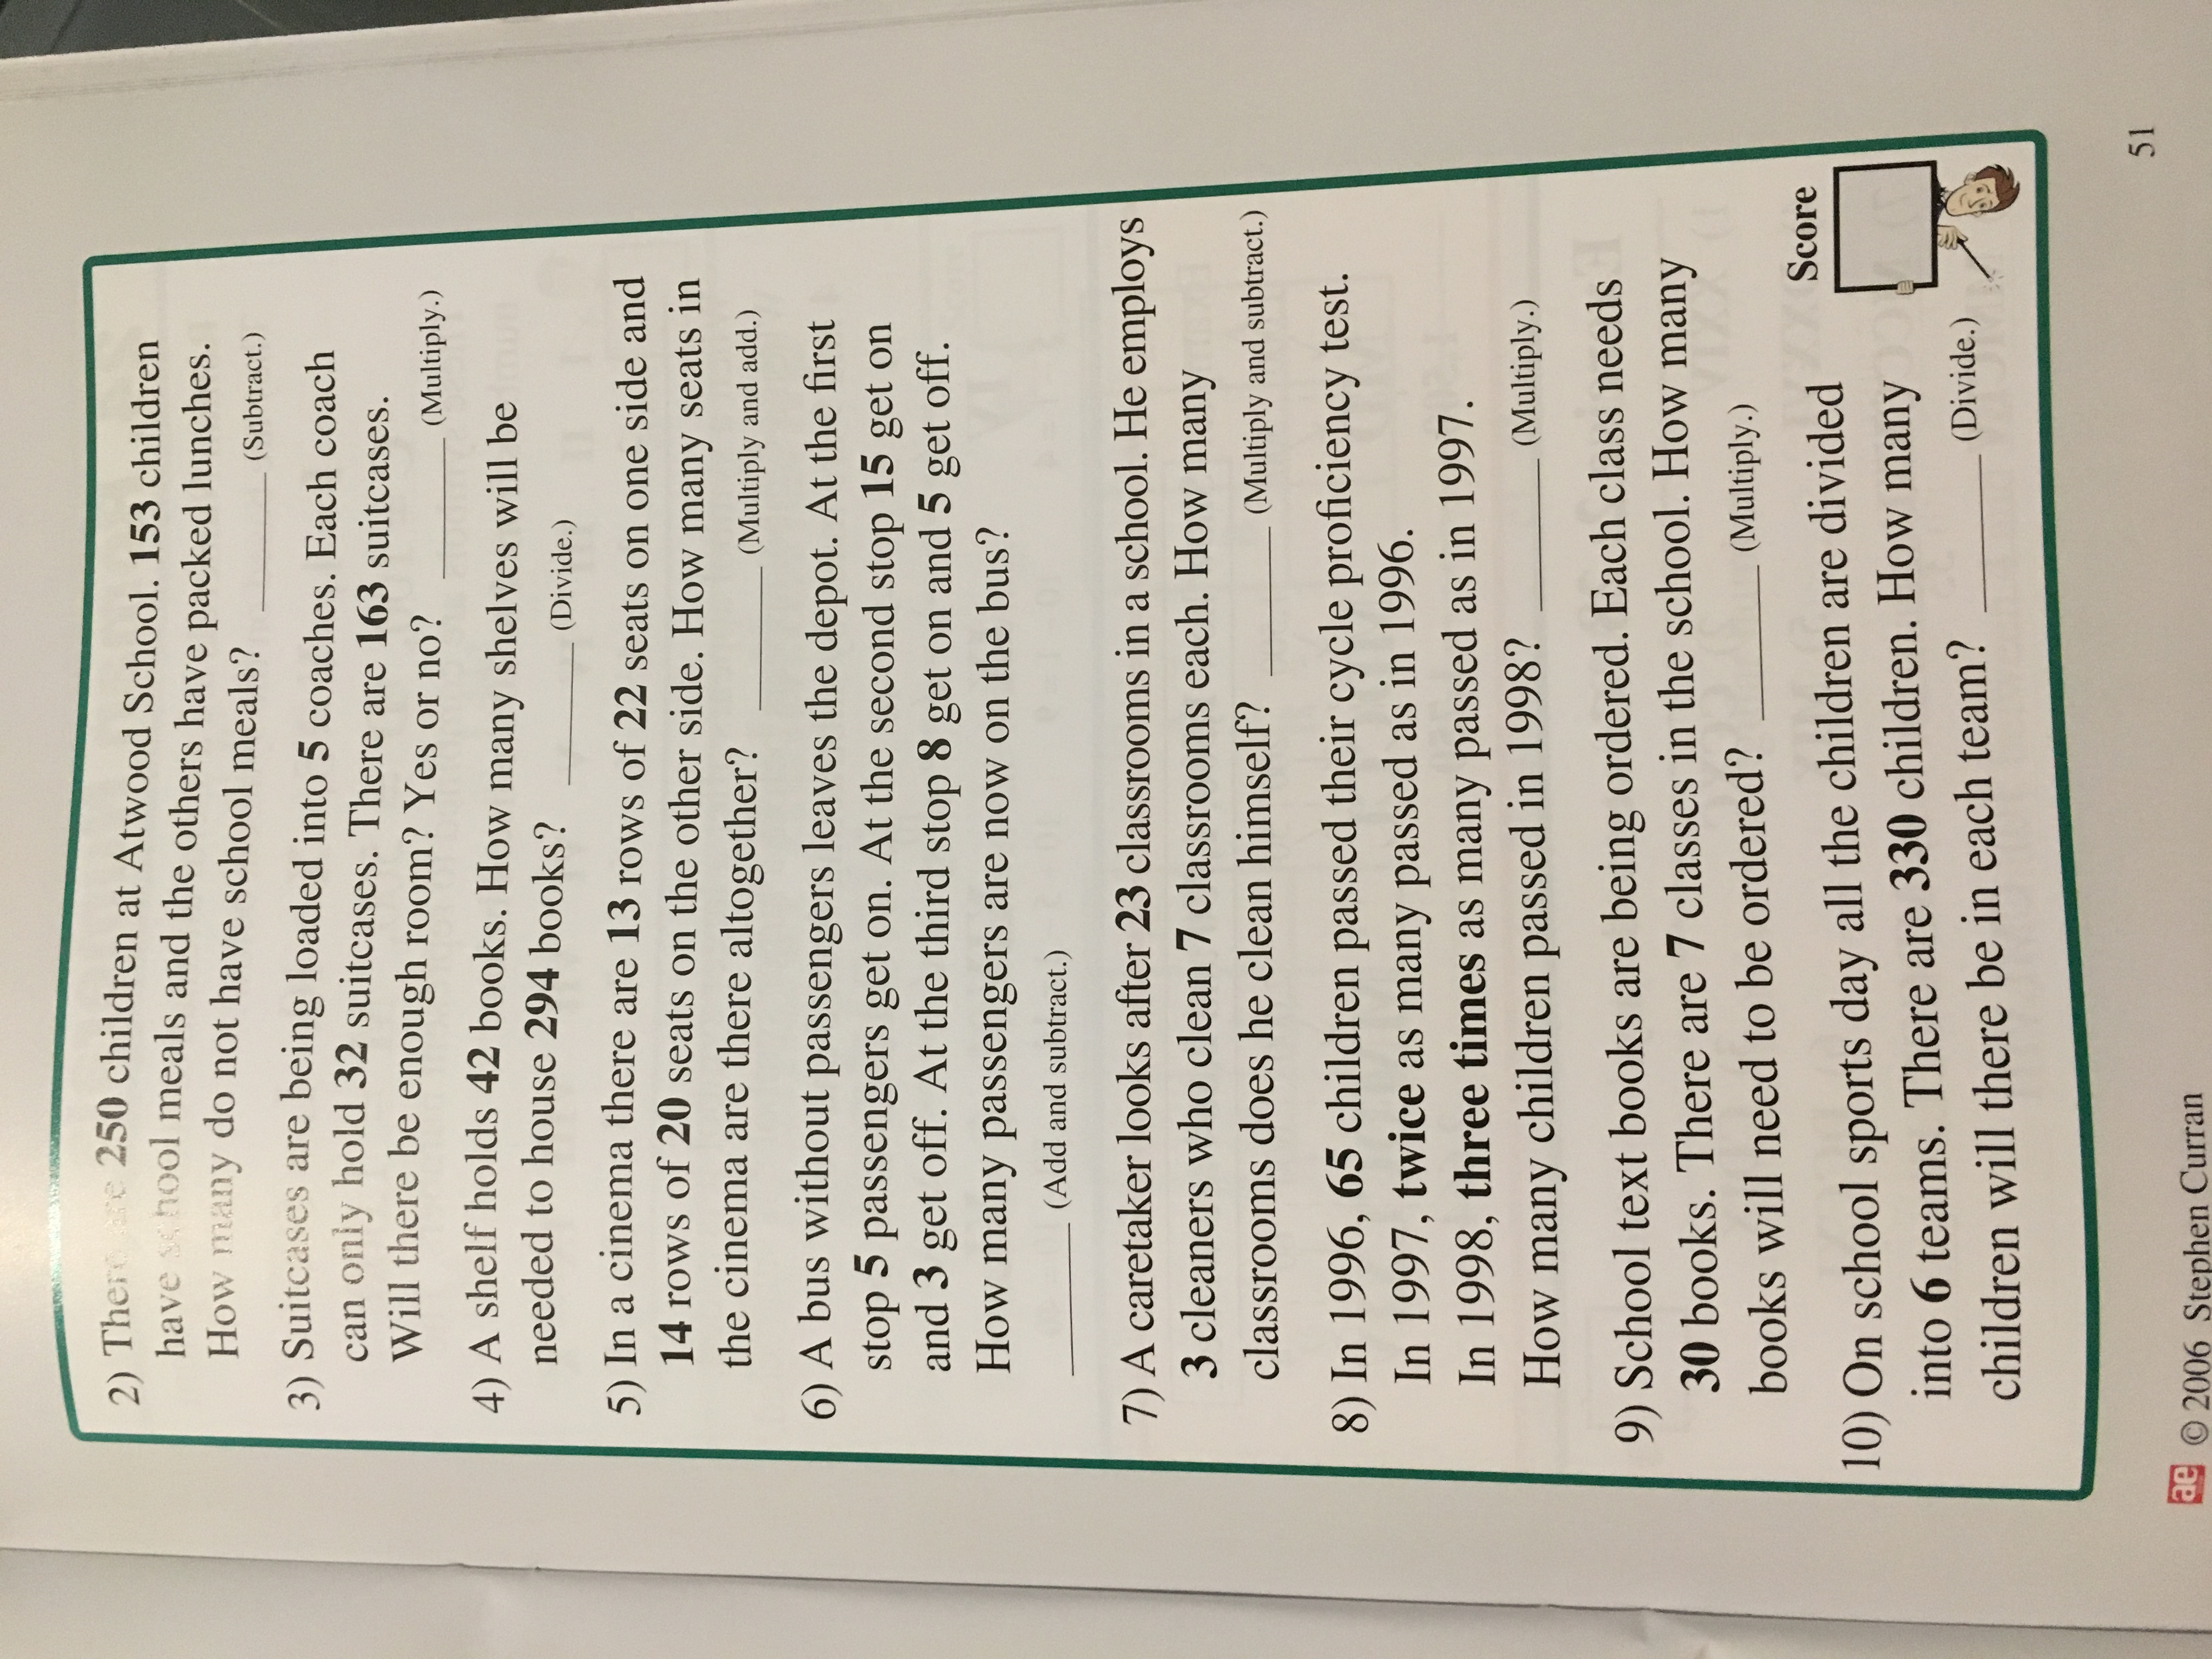 2) There are 250 children at Atwood School. 153 children
have school meals and the others have packed lunches.
How many do not have school meals? ______ (Subtract.)
3) Suitcases are being loaded into 5 coaches. Each coach
can only hold 32 suitcases. There are 163 suitcases.
Will there be enough room? Yes or no? ______ (Multiply.)
4) A shelf holds 42 books. How many shelves will be
needed to house 294 books? ______ (Divide.)
5) In a cinema there are 13 rows of 22 seats on one side and
14 rows of 20 seats on the other side. How many seats in
the cinema are there altogether? ______ (Multiply and add.)
6) A bus without passengers leaves the depot. At the first
stop 5 passengers get on. At the second stop 15 get on
and 3 get off. At the third stop 8 get on and 5 get off.
How many passengers are now on the bus?
______ (Add and subtract.)
7) A caretaker looks after 23 classrooms in a school. He employs
3 cleaners who clean 7 classrooms each. How many
classrooms does he clean himself? ______ (Multiply and subtract.)
8) In 1996, 65 children passed their cycle proficiency test.
In 1997, twice as many passed as in 1996.
In 1998, three times as many passed as in 1997.
How many children passed in 1998? ______ (Multiply.)
9) School text books are being ordered. Each class needs
30 books. There are 7 classes in the school. How many
books will need to be ordered? ______ (Multiply.)
10) On school sports day all the children are divided
into 6 teams. There are 330 children. How many
children will there be in each team? ______ (Divide.)
Score
51
ae © 2006 Stephen Curran